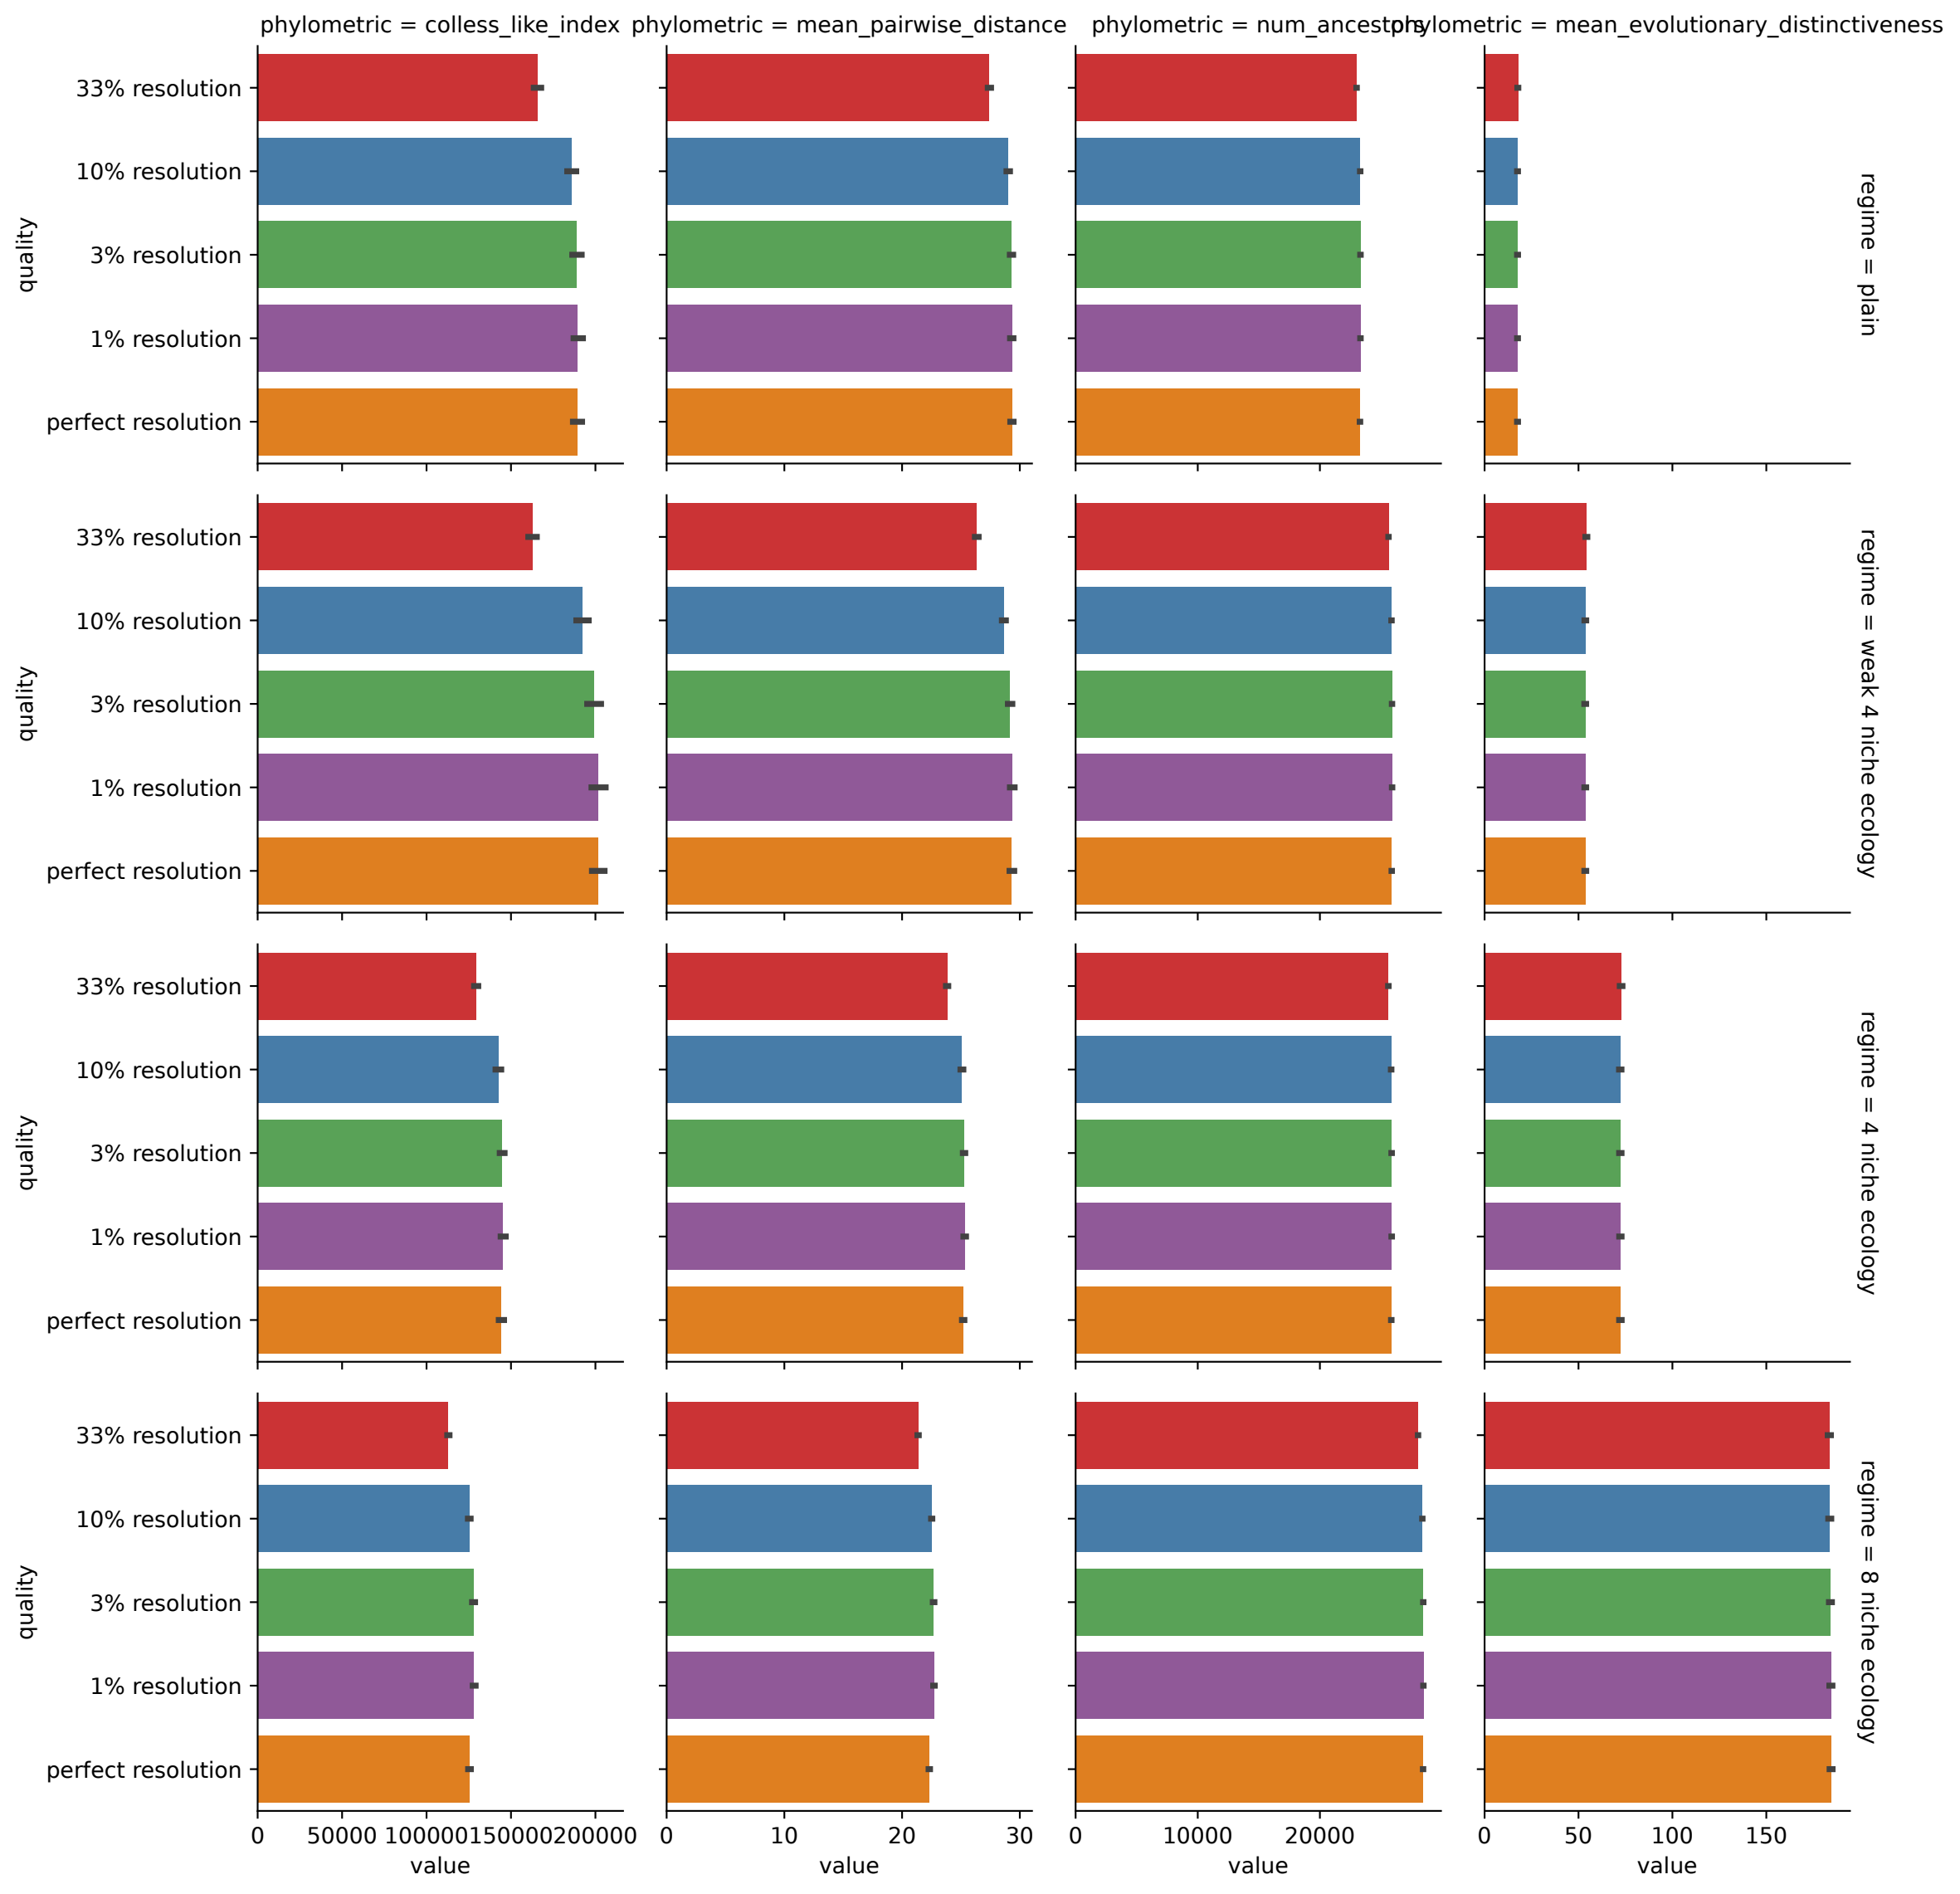 phylometric = colless_like_index
phylometric = mean_pairwise_distance
phylometric = num_ancestors
phylometric = mean_evolutionary_distinctiveness
quality
33% resolution
10% resolution
3% resolution
1% resolution
perfect resolution
regime = plain
quality
33% resolution
10% resolution
3% resolution
1% resolution
perfect resolution
regime = weak 4 niche ecology
quality
33% resolution
10% resolution
3% resolution
1% resolution
perfect resolution
regime = 4 niche ecology
quality
33% resolution
10% resolution
3% resolution
1% resolution
perfect resolution
regime = 8 niche ecology
0 50000 100000 150000 200000
value
0 10 20 30
value
0 10000 20000
value
0 50 100 150
value